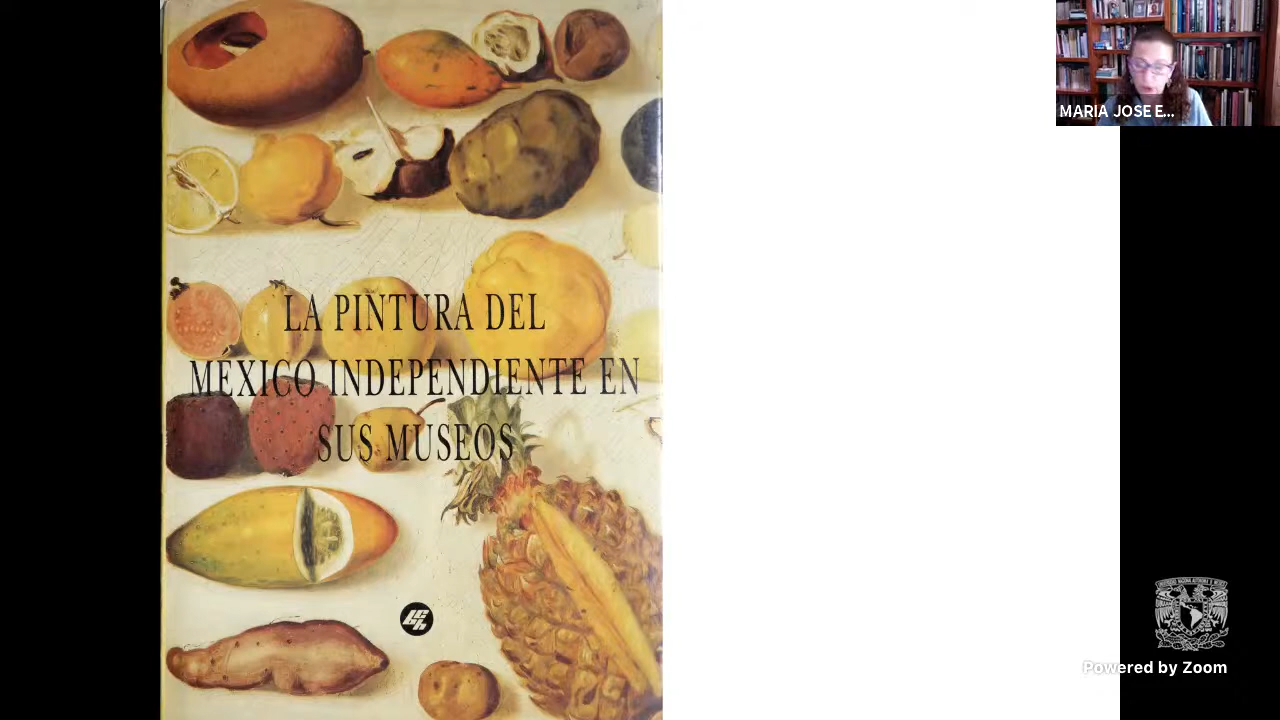 LA PINTURA DEL
MEXICO INDEPENDIENTE EN
SUS MUSEOS
MARIA JOSE E...
Powered by Zoom